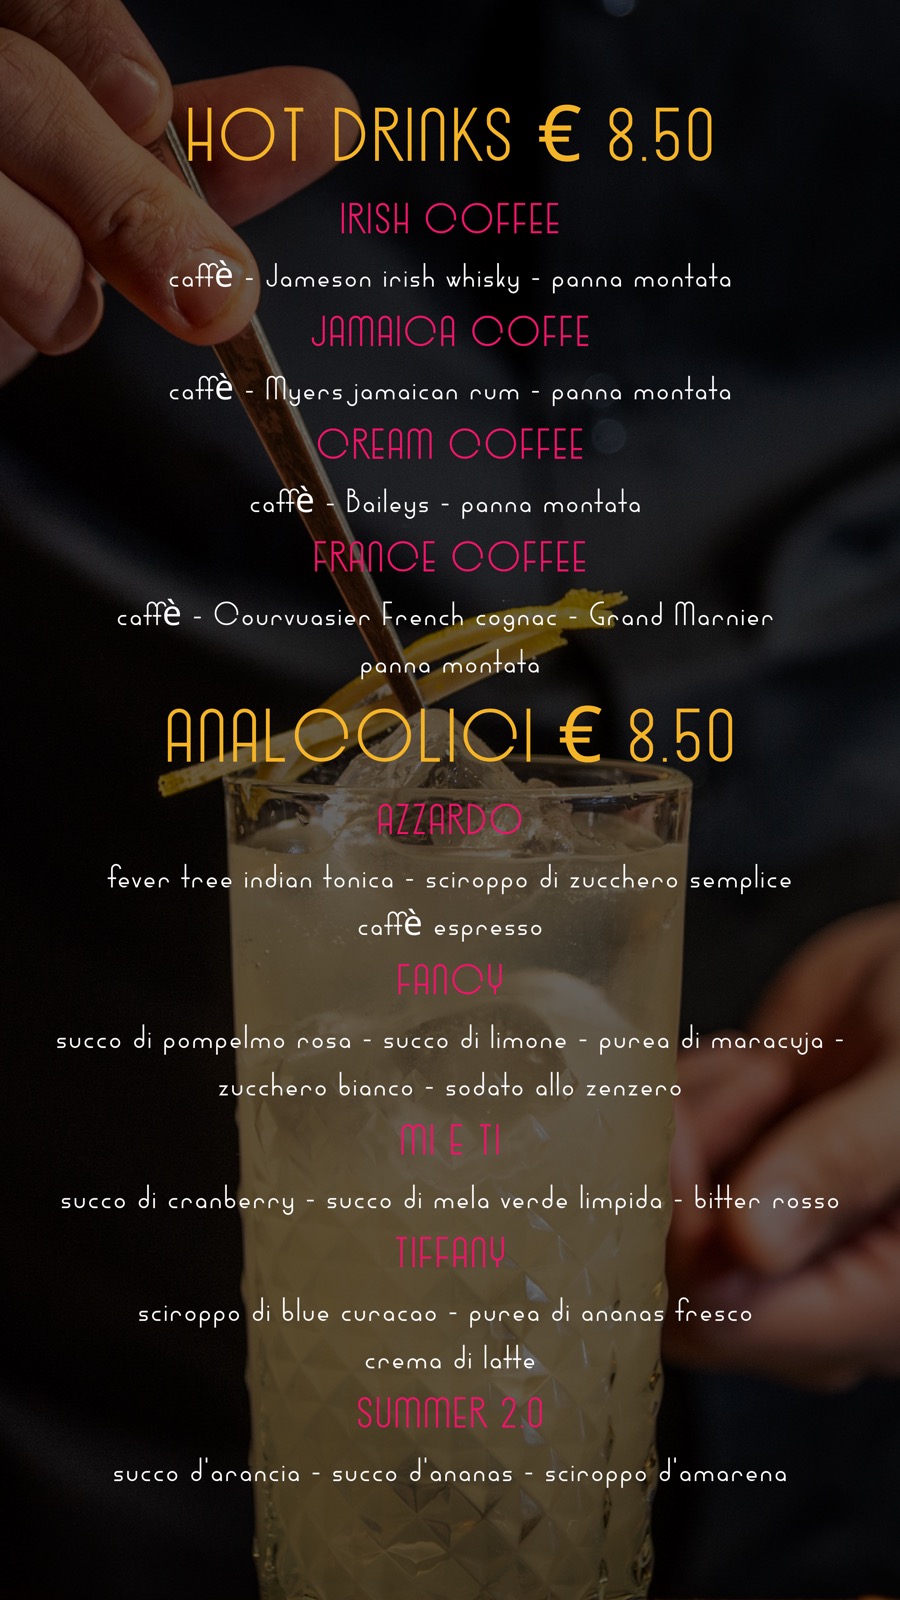 HOT DRINKS € 8.50
IRISH COFFEE
caffè - Jameson irish whisky - panna montata
JAMAICA COFFE
caffè - Myers jamaican rum - panna montata
CREAM COFFEE
caffè - Baileys - panna montata
FRANCE COFFEE
caffè - Courvuasier French cognac - Grand Marnier
panna montata
ANALCOLICI € 8.50
AZZARDO
fever tree indian tonica - sciroppo di zucchero semplice
caffè espresso
FANCY
succo di pompelmo rosa - succo di limone - purea di maracuja -
zucchero bianco - sodato allo zenzero
MI E TI
succo di cranberry - succo di mela verde limpida - bitter rosso
TIFFANY
sciroppo di blue curacao - purea di ananas fresco
crema di latte
SUMMER 2.0
succo d'arancia - succo d'ananas - sciroppo d'amarena